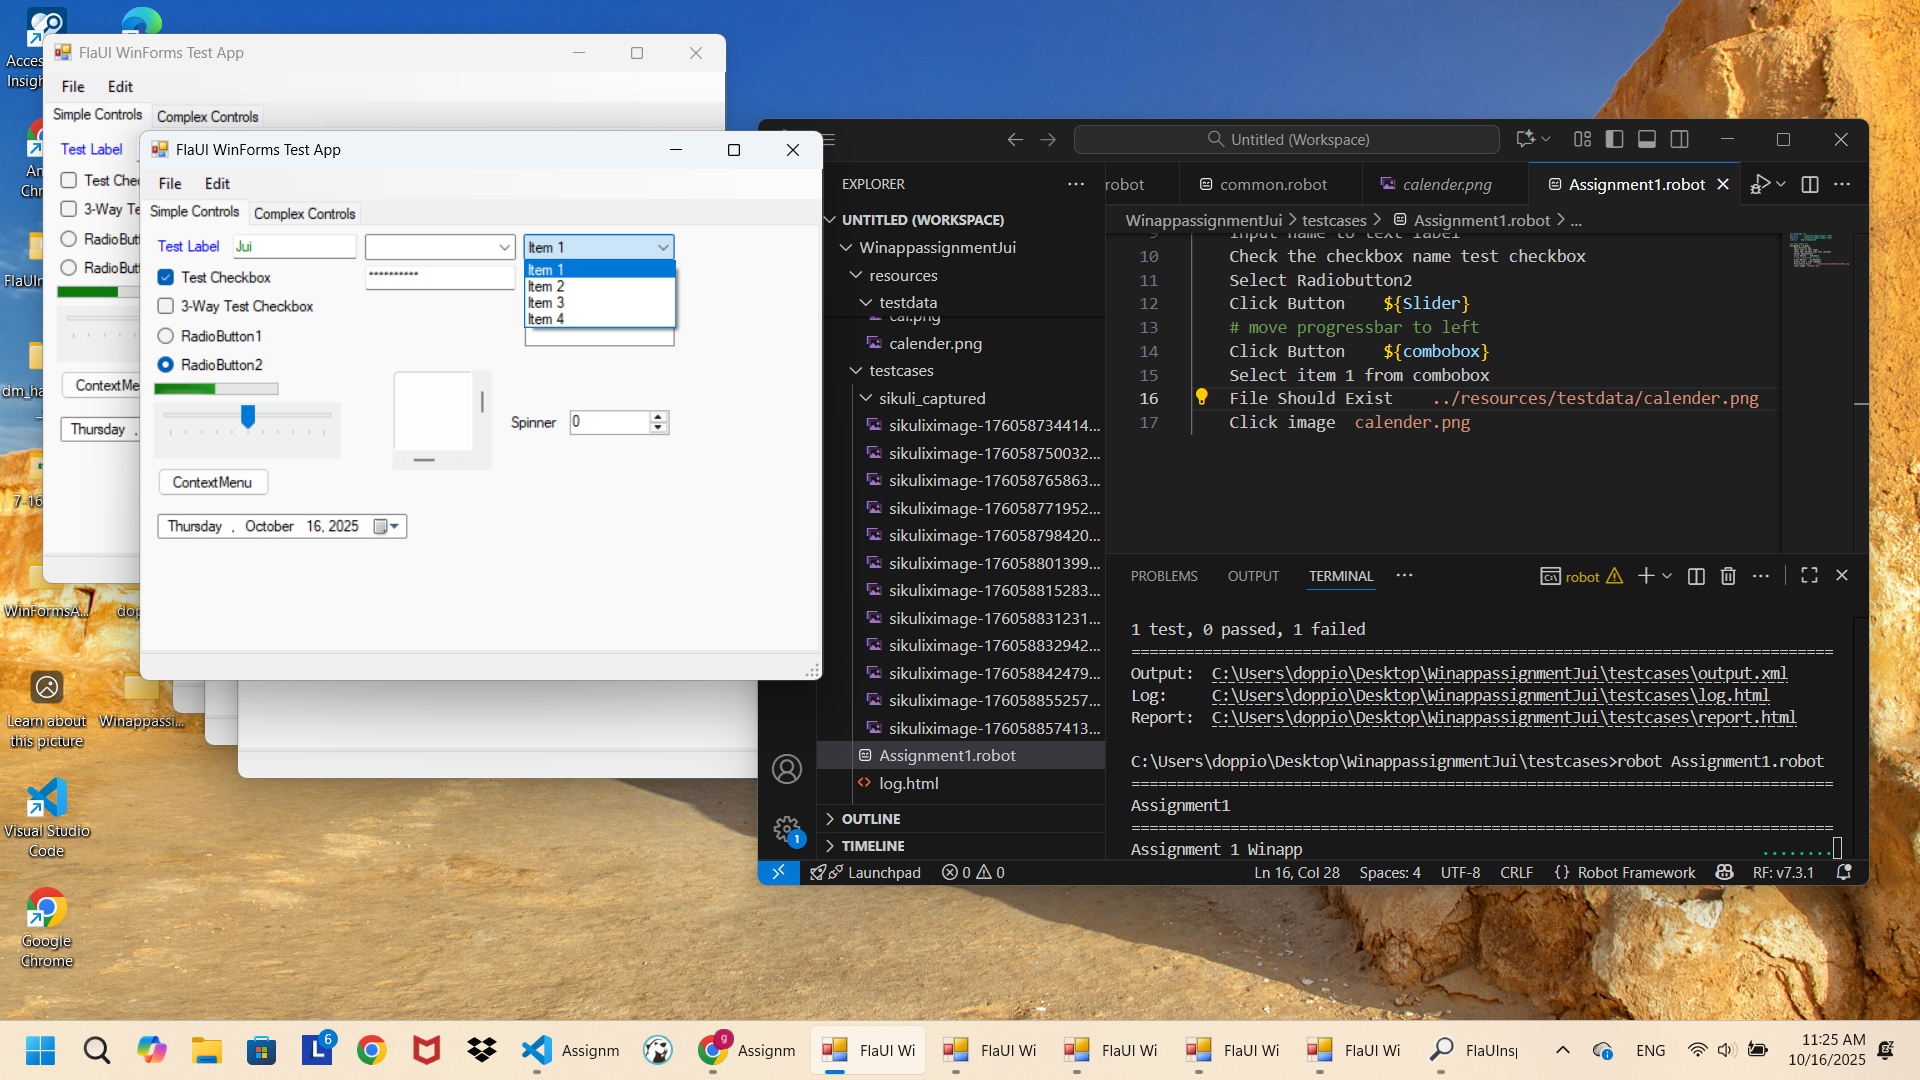 Acces
Insigh
An
Chr
FlaUIn
dm_ha
7-16
WinFormsA...
dop
Learn about
this picture
Winappassi...
Visual Studio
Code
Google
Chrome
FlaUI WinForms Test App
File Edit
Simple Controls Complex Controls
Test Label
Test Chec
3-Way Te
RadioButt
RadioButt
ContextMe
Thursday ,
FlaUI WinForms Test App
File Edit
Simple Controls Complex Controls
Test Label Jui Item 1
Item 1
Item 2
Item 3
Item 4
Test Checkbox **********
3-Way Test Checkbox
RadioButton1
RadioButton2
Spinner 0
ContextMenu
Thursday , October 16, 2025
Untitled (Workspace)
EXPLORER
UNTITLED (WORKSPACE)
WinappassignmentJui
resources
testdata
cal.png
calender.png
testcases
sikuli_captured
sikuliximage-176058734414...
sikuliximage-176058750032...
sikuliximage-176058765863...
sikuliximage-176058771952...
sikuliximage-176058798420...
sikuliximage-176058801399...
sikuliximage-176058815283...
sikuliximage-176058831231...
sikuliximage-176058832942...
sikuliximage-176058842479...
sikuliximage-176058855257...
sikuliximage-176058857413...
Assignment1.robot
log.html
OUTLINE
TIMELINE
1
robot common.robot calender.png Assignment1.robot
WinappassignmentJui > testcases > Assignment1.robot > ...
9 Input name to text label
10 Check the checkbox name test checkbox
11 Select Radiobutton2
12 Click Button ${Slider}
13 # move progressbar to left
14 Click Button ${combobox}
15 Select item 1 from combobox
16 File Should Exist ../resources/testdata/calender.png
17 Click image calender.png
PROBLEMS OUTPUT TERMINAL robot
1 test, 0 passed, 1 failed
==============================================================================
Output: C:\Users\doppio\Desktop\WinappassignmentJui\testcases\output.xml
Log: C:\Users\doppio\Desktop\WinappassignmentJui\testcases\log.html
Report: C:\Users\doppio\Desktop\WinappassignmentJui\testcases\report.html
C:\Users\doppio\Desktop\WinappassignmentJui\testcases>robot Assignment1.robot
==============================================================================
Assignment1
==============================================================================
Assignment 1 Winapp ........
Launchpad 0 0 Ln 16, Col 28 Spaces: 4 UTF-8 CRLF {} Robot Framework RF: v7.3.1
L 6 Assignm g Assignm FlaUI Wi FlaUI Wi FlaUI Wi FlaUI Wi FlaUI Wi FlaUInsp ENG
11:25 AM
10/16/2025